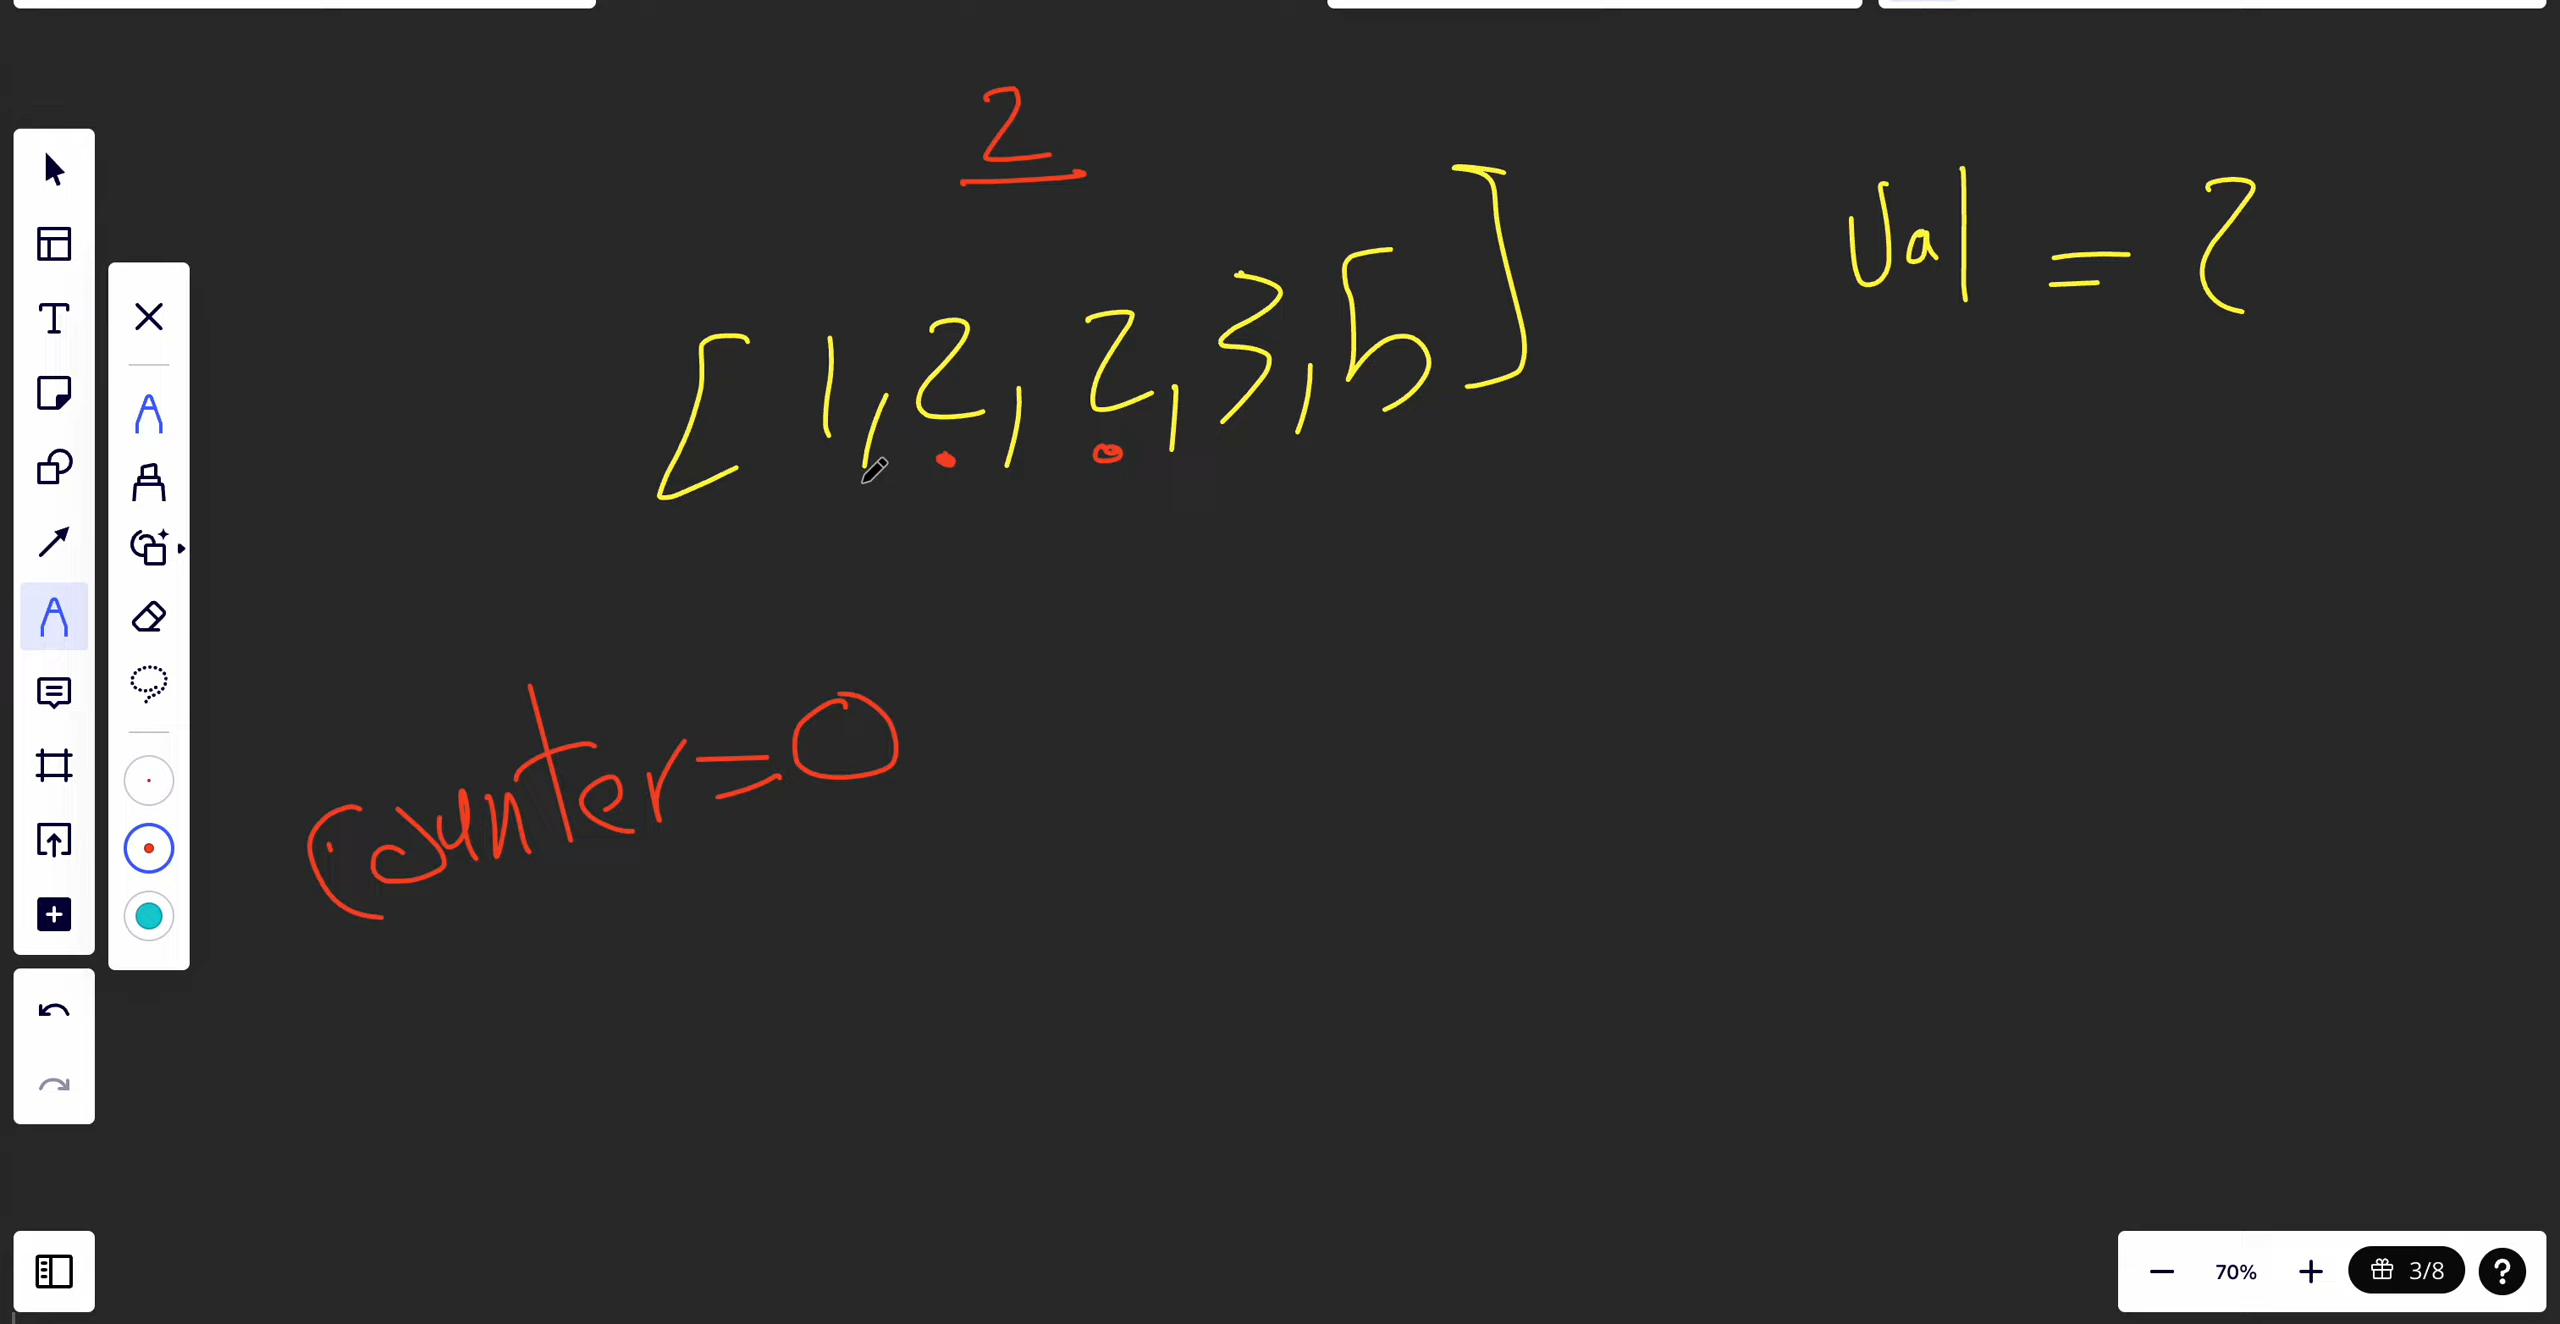 2
[1,2,2,3,5]
Val = 2
Counter=0
70%
3/8
?